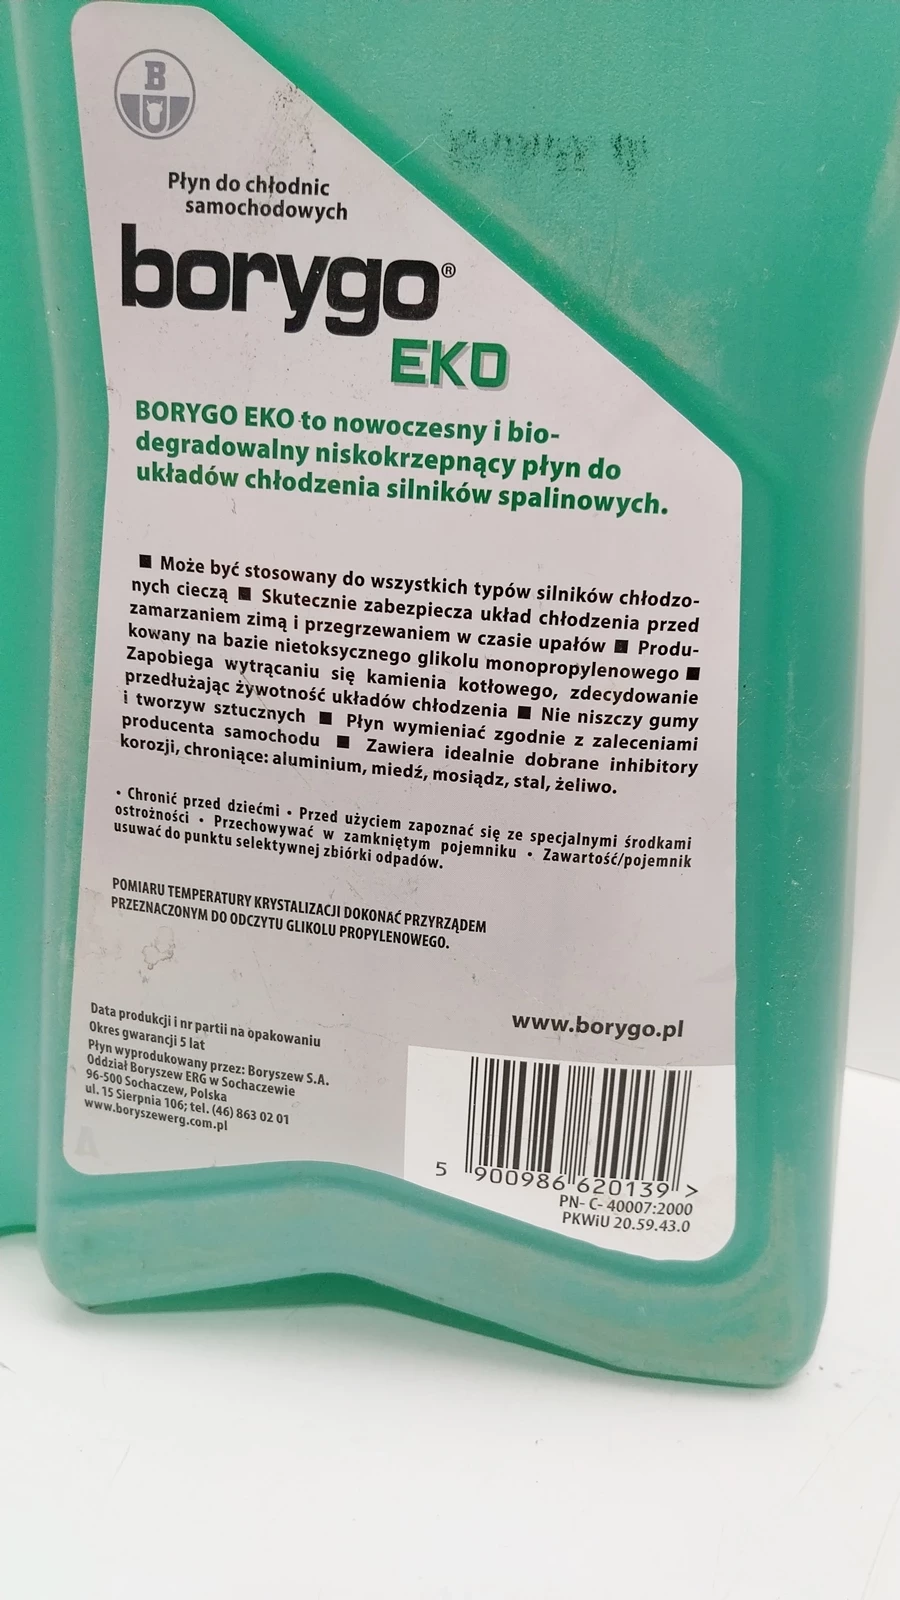 B
U
Płyn do chłodnic
samochodowych
borygo®
EKO
BORYGO EKO to nowoczesny i bio-
degradowalny niskokrzepnący płyn do
układów chłodzenia silników spalinowych.
■ Może być stosowany do wszystkich typów silników chłodzo-
nych cieczą ■ Skutecznie zabezpiecza układ chłodzenia przed
zamarzaniem zimą i przegrzewaniem w czasie upałów ■ Produ-
kowany na bazie nietoksycznego glikolu monopropylenowego ■
Zapobiega wytrącaniu się kamienia kotłowego, zdecydowanie
przedłużając żywotność układów chłodzenia ■ Nie niszczy gumy
i tworzyw sztucznych ■ Płyn wymieniać zgodnie z zaleceniami
producenta samochodu ■ Zawiera idealnie dobrane inhibitory
korozji, chroniące: aluminium, miedź, mosiądz, stal, żeliwo.
• Chronić przed dziećmi • Przed użyciem zapoznać się ze specjalnymi środkami
ostrożności • Przechowywać w zamkniętym pojemniku • Zawartość/pojemnik
usuwać do punktu selektywnej zbiórki odpadów.
POMIARU TEMPERATURY KRYSTALIZACJI DOKONAĆ PRZYRZĄDEM
PRZEZNACZONYM DO ODCZYTU GLIKOLU PROPYLENOWEGO.
Data produkcji i nr partii na opakowaniu
Okres gwarancji 5 lat
Płyn wyprodukowany przez: Boryszew S.A.
Oddział Boryszew ERG w Sochaczewie
96-500 Sochaczew, Polska
ul. 15 Sierpnia 106; tel. (46) 863 02 01
www.boryszewerg.com.pl
www.borygo.pl
5 900986 620139 >
PN- C- 40007:2000
PKWiU 20.59.43.0